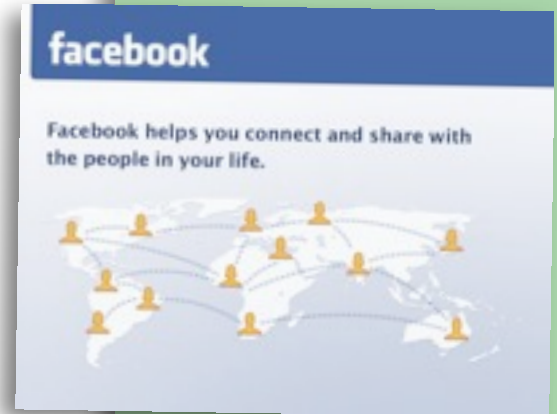 facebook
Facebook helps you connect and share with
the people in your life.